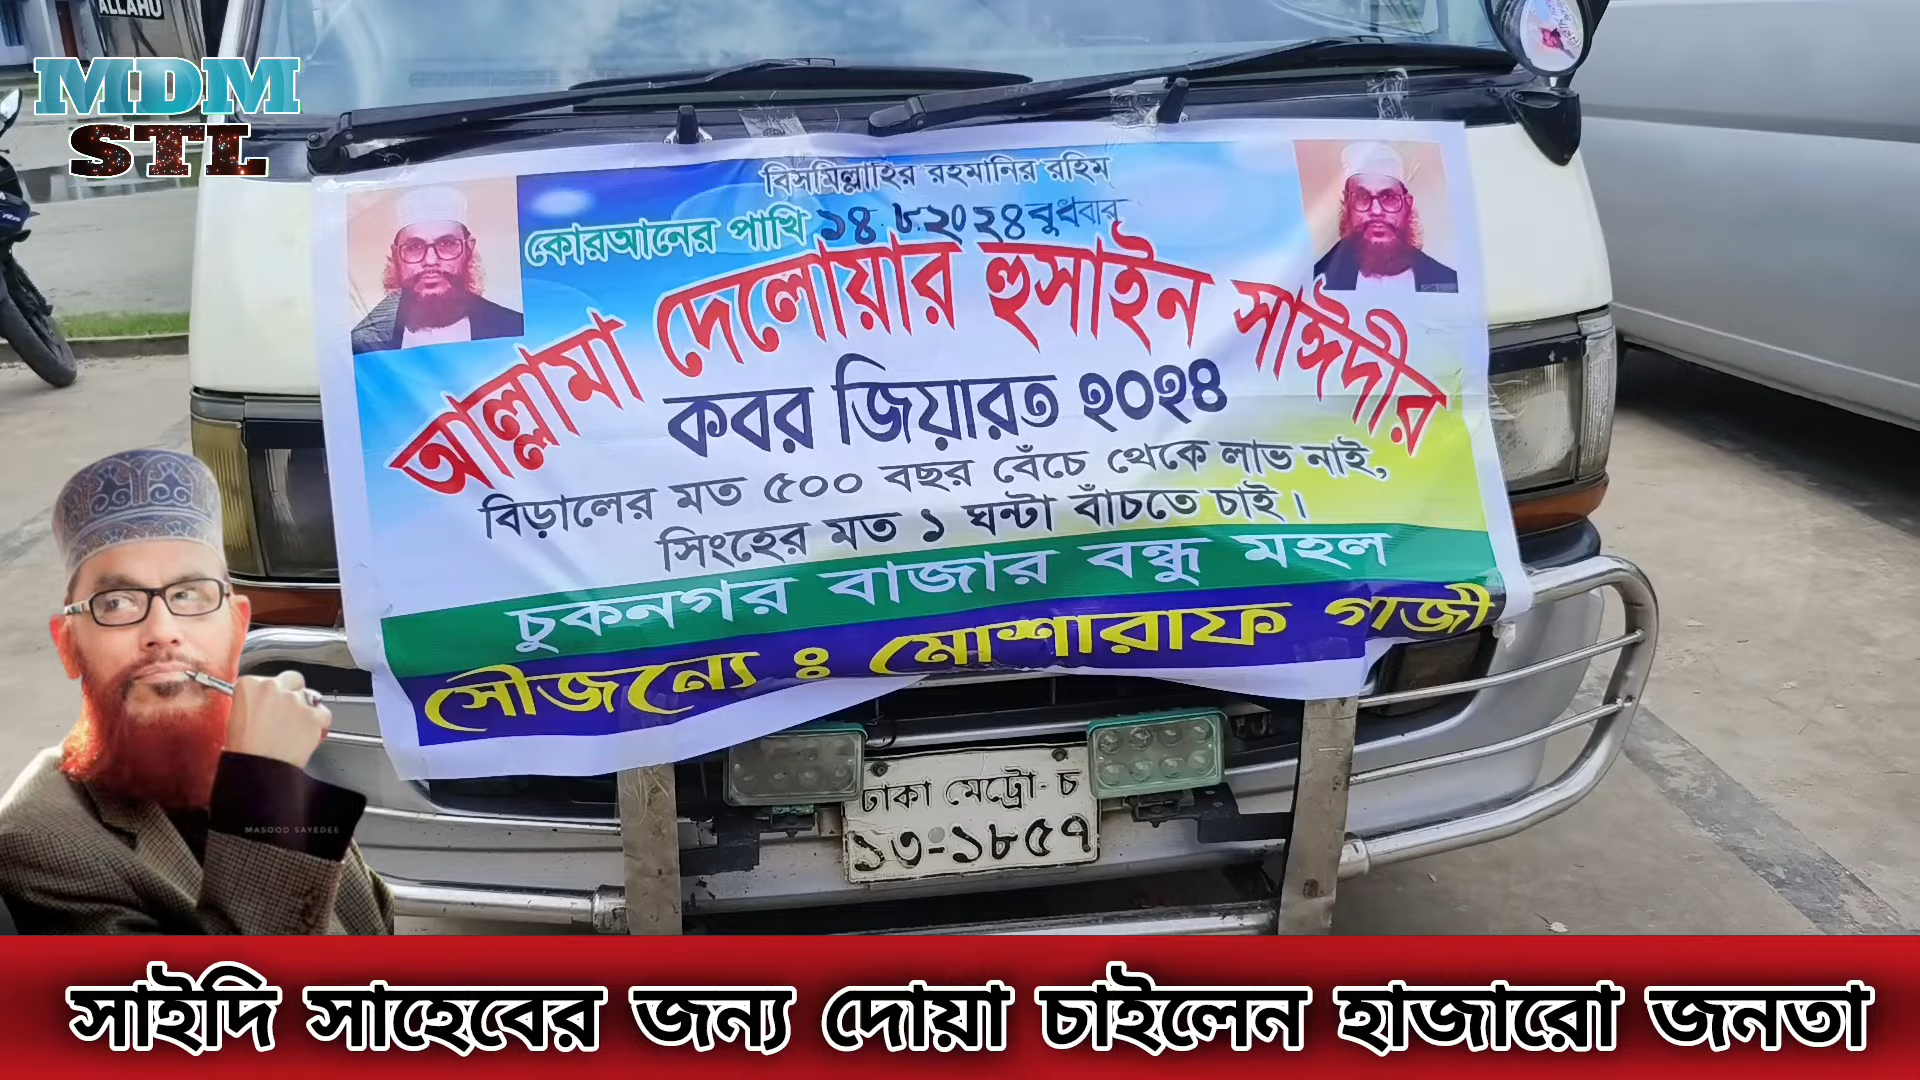 ALLAHU
MDM
STL
বিসমিল্লাহির রহমানির রহিম
কোরআনের পাখি ১৪.৮.২০২৪ বুধবার
আল্লামা দেলোয়ার হুসাইন সাঈদীর
কবর জিয়ারত ২০২৪
বিড়ালের মত ৫০০ বছর বেঁচে থেকে লাভ নাই,
সিংহের মত ১ ঘন্টা বাঁচতে চাই।
চুকনগর বাজার বন্ধু মহল
সৌজন্যে ঃ মোশারাফ গাজী
ঢাকা মেট্রো-চ
১৩-১৮৫৭
MASOOD SAYEDEE
সাইদি সাহেবের জন্য দোয়া চাইলেন হাজারো জনতা